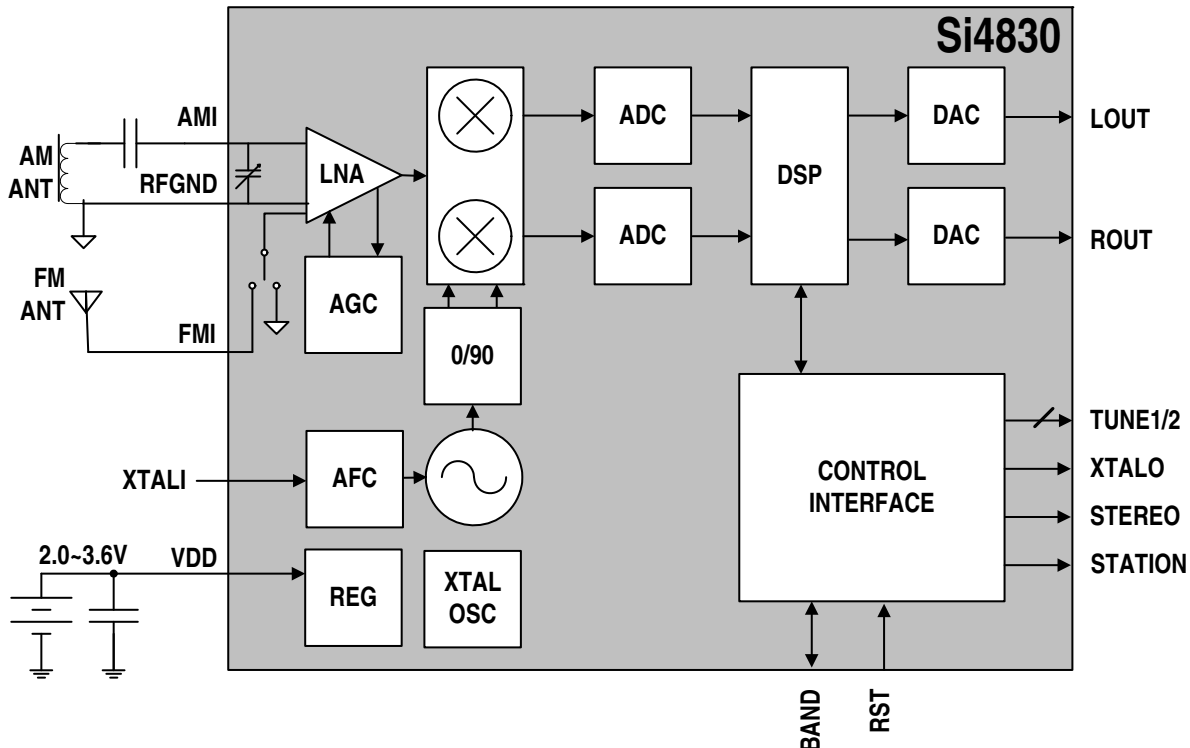 Si4830
AMI
ADC
DAC
LOUT
AM
ANT
RFGND
LNA
DSP
ADC
DAC
ROUT
FM
ANT
AGC
FMI
0/90
TUNE1/2
XTALI
AFC
CONTROL
INTERFACE
XTALO
STEREO
2.0~3.6V
VDD
REG
XTAL
OSC
STATION
BAND
RST